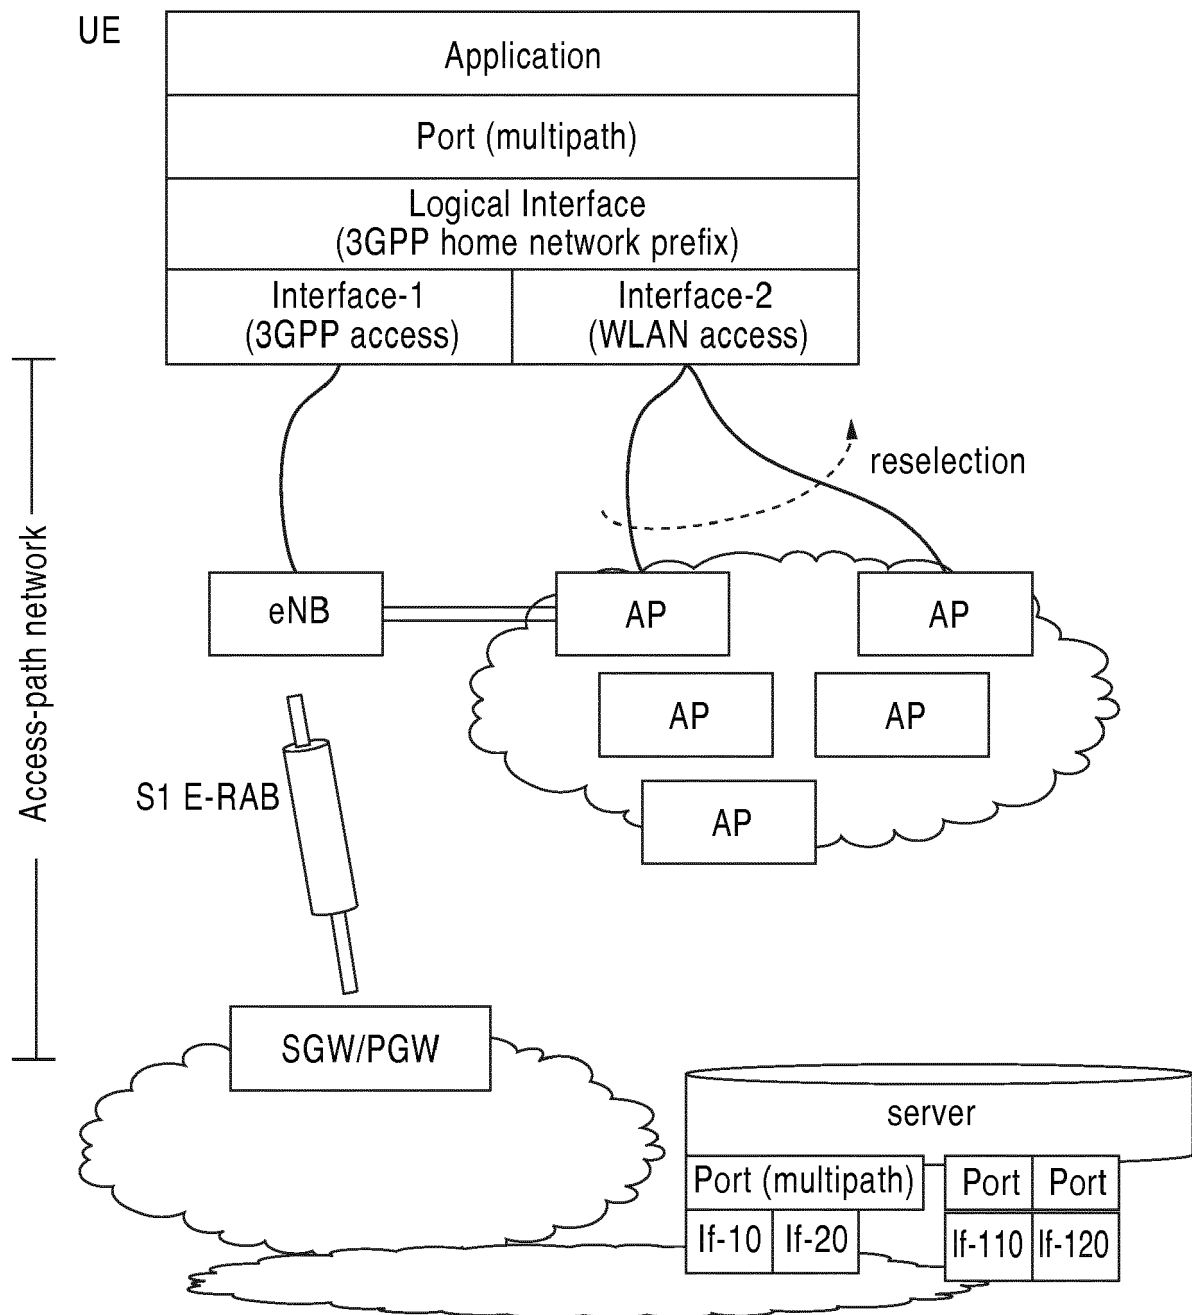 UE
Application
Port (multipath)
Logical Interface
(3GPP home network prefix)
Interface-1
(3GPP access)
Interface-2
(WLAN access)
reselection
Access-path network
eNB
AP
AP
AP
AP
AP
S1 E-RAB
SGW/PGW
server
Port (multipath)
Port
Port
If-10
If-20
If-110
If-120